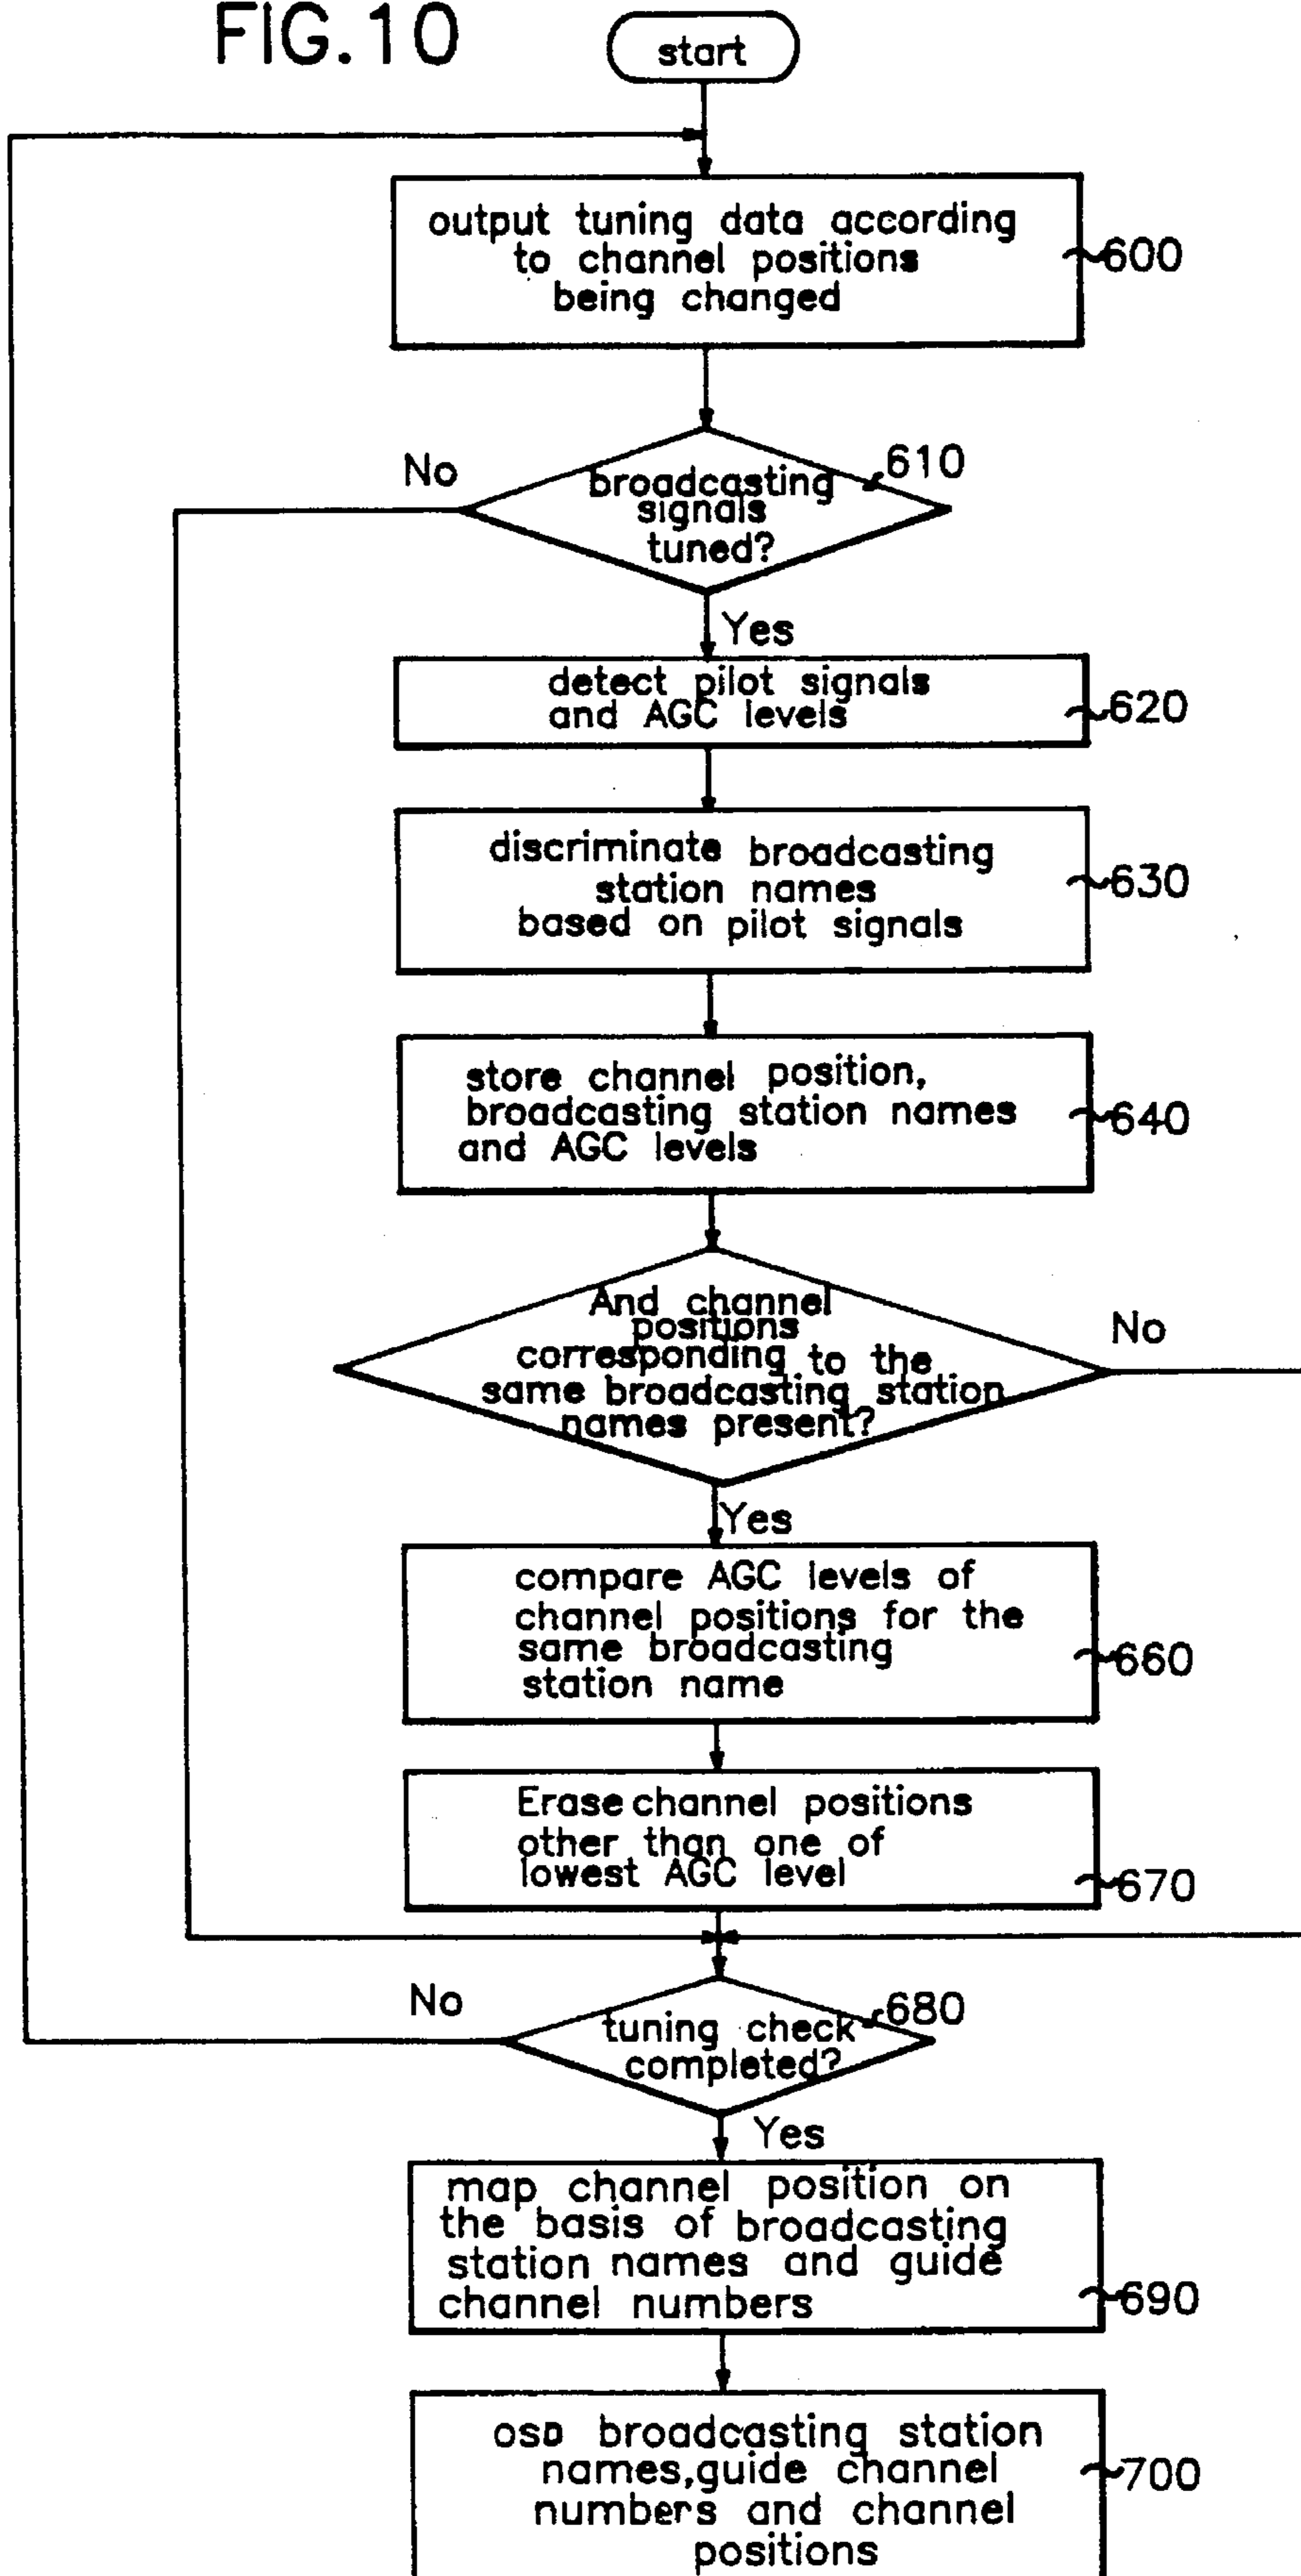 FIG.10
start
output tuning data according
to channel positions
being changed
600
No
610
broadcasting
signals
tuned?
Yes
detect pilot signals
and AGC levels
620
discriminate broadcasting
station names
based on pilot signals
630
store channel position,
broadcasting station names
and AGC levels
640
And channel
positions
corresponding to the
same broadcasting station
names present?
No
Yes
compare AGC levels of
channel positions for the
same broadcasting
station name
660
Erase channel positions
other than one of
lowest AGC level
670
No
680
tuning check
completed?
Yes
map channel position on
the basis of broadcasting
station names and guide
channel numbers
690
OSD broadcasting station
names,guide channel
numbers and channel
positions
700